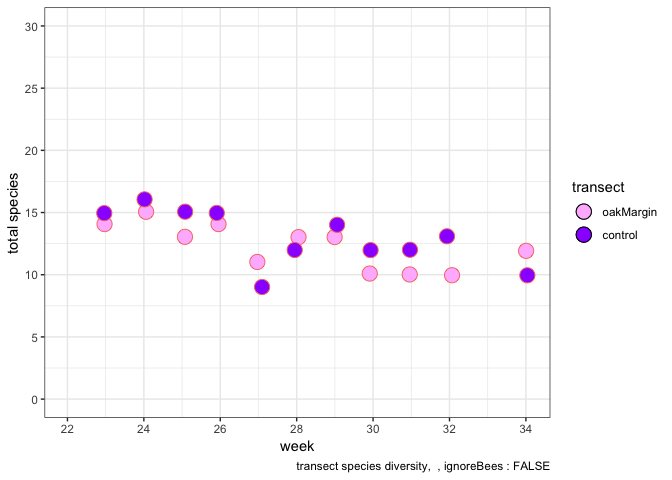 30
25
20
15
10
5
0
total species
22 24 26 28 30 32 34
week
transect species diversity,  , ignoreBees : FALSE
transect
oakMargin
control